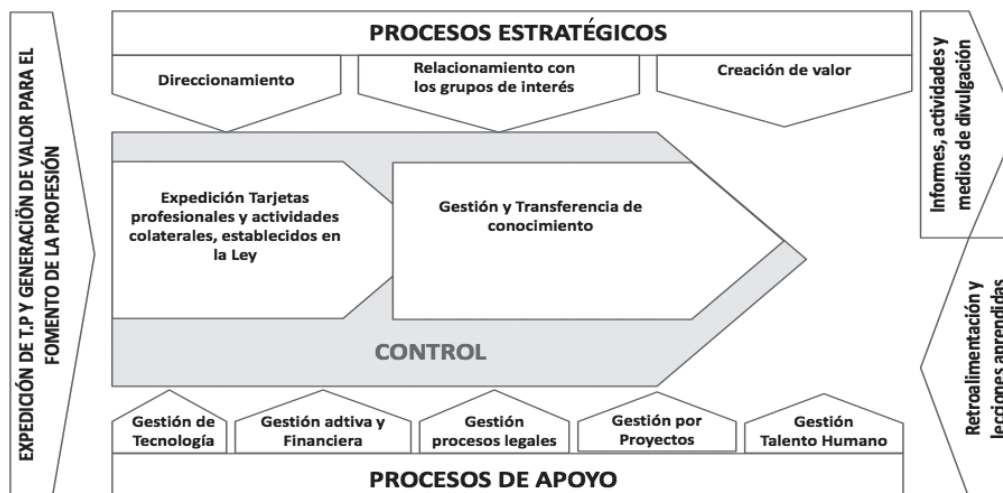 EXPEDICIÓN DE T.P Y GENERACIÓN DE VALOR PARA EL
FOMENTO DE LA PROFESIÓN
PROCESOS ESTRATÉGICOS
Direccionamiento
Relacionamiento con
los grupos de interés
Creación de valor
Expedición Tarjetas
profesionales y actividades
colaterales, establecidos en
la Ley
Gestión y Transferencia de
conocimiento
CONTROL
Gestión de
Tecnología
Gestión adtiva y
Financiera
Gestión
procesos legales
Gestión por
Proyectos
Gestión
Talento Humano
PROCESOS DE APOYO
Informes, actividades y
medios de divulgación
Retroalimentación y
lecciones aprendidas